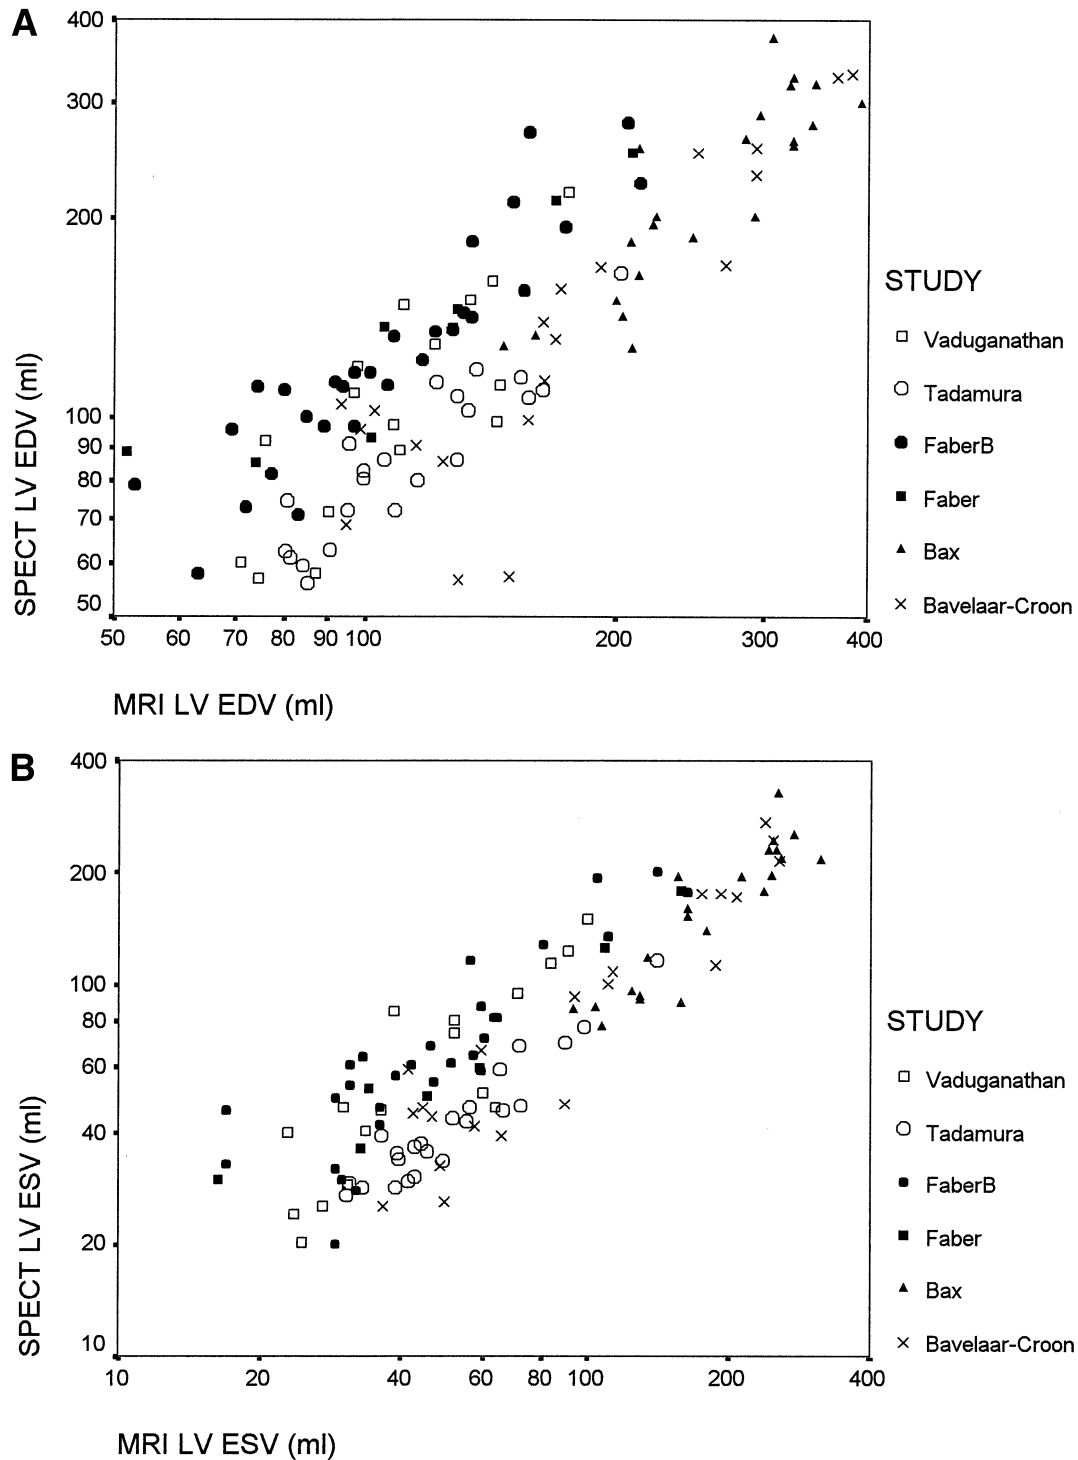 A
400
300
200
100
90
80
70
60
50
SPECT LV EDV (ml)
50 60 70 80 90 100 200 300 400
MRI LV EDV (ml)
STUDY
Vaduganathan
Tadamura
FaberB
Faber
Bax
Bavelaar-Croon
B
400
200
100
80
60
40
20
10
SPECT LV ESV (ml)
10 20 40 60 80 100 200 400
MRI LV ESV (ml)
STUDY
Vaduganathan
Tadamura
FaberB
Faber
Bax
Bavelaar-Croon